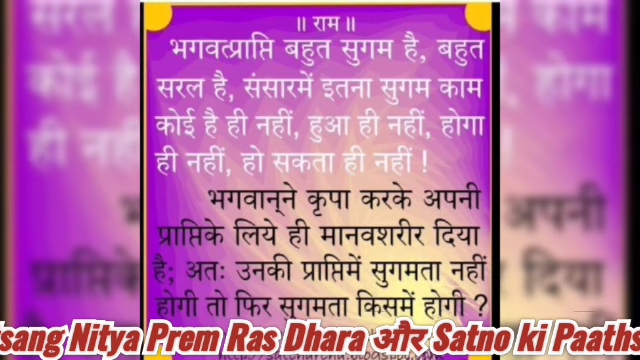 ॥ राम ॥
भगवत्प्राप्ति बहुत सुगम है, बहुत
सरल है, संसारमें इतना सुगम काम
कोई है ही नहीं, हुआ ही नहीं, होगा
ही नहीं, हो सकता ही नहीं !
भगवान्‌ने कृपा करके अपनी
प्राप्तिके लिये ही मानवशरीर दिया
है; अतः उनकी प्राप्तिमें सुगमता नहीं
होगी तो फिर सुगमता किसमें होगी ?
tsang Nitya Prem Ras Dhara और Satno ki Paaths